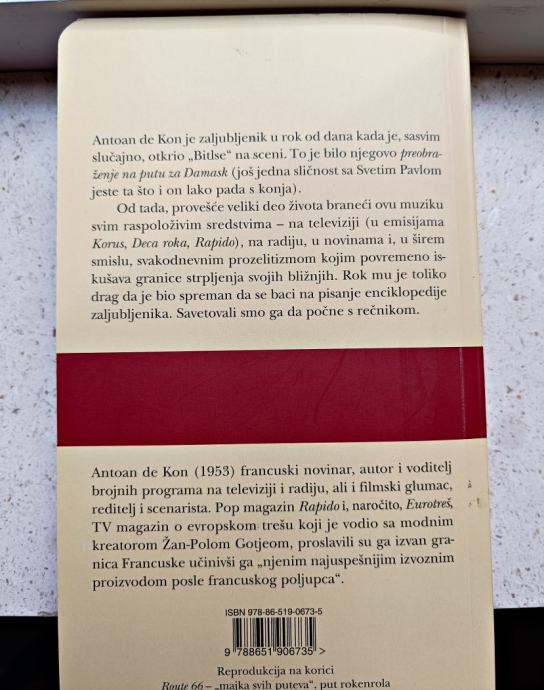 Antoan de Kon je zaljubljenik u rok od dana kada je, sasvim
slučajno, otkrio „Bitlse“ na sceni. To je bilo njegovo preobra-
ženje na putu za Damask (još jedna sličnost sa Svetim Pavlom
jeste ta što i on lako pada s konja).
Od tada, provešće veliki deo života braneći ovu muziku
svim raspoloživim sredstvima – na televiziji (u emisijama
Korus, Deca roka, Rapido), na radiju, u novinama i, u širem
smislu, svakodnevnim prozelitizmom kojim povremeno is-
kušava granice strpljenja svojih bližnjih. Rok mu je toliko
drag da je bio spreman da se baci na pisanje enciklopedije
zaljubljenika. Savetovali smo ga da počne s rečnikom.
Antoan de Kon (1953) francuski novinar, autor i voditelj
brojnih programa na televiziji i radiju, ali i filmski glumac,
reditelj i scenarista. Pop magazin Rapido i, naročito, Eurotreš,
TV magazin o evropskom trešu koji je vodio sa modnim
kreatorom Žan-Polom Gotjeom, proslavili su ga izvan gra-
nica Francuske učinivši ga „njenim najuspešnijim izvoznim
proizvodom posle francuskog poljupca“.
ISBN 978-86-519-0673-5
9 788651 906735 >
Reprodukcija na korici
Route 66 – „majka svih puteva“, put rokenrola